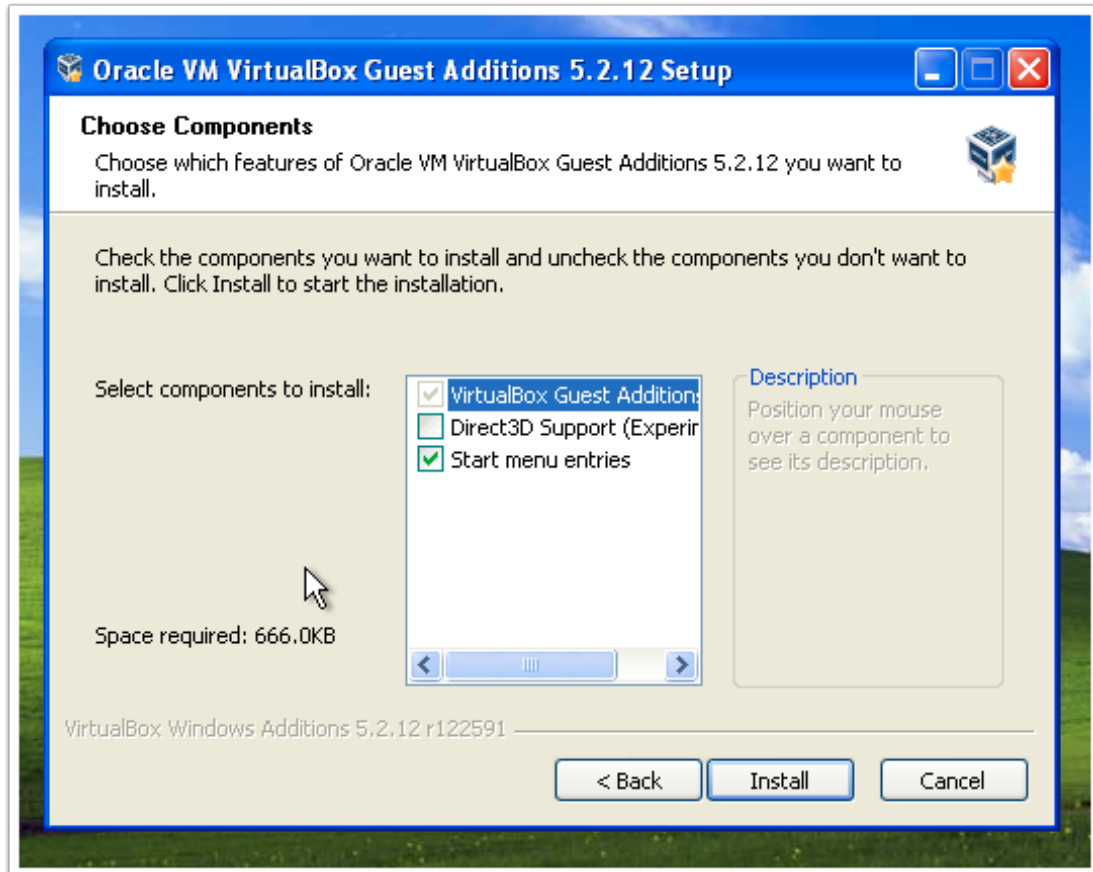 Oracle VM VirtualBox Guest Additions 5.2.12 Setup
Choose Components
Choose which features of Oracle VM VirtualBox Guest Additions 5.2.12 you want to
install.
Check the components you want to install and uncheck the components you don't want to
install. Click Install to start the installation.
Select components to install:
VirtualBox Guest Additions
Direct3D Support (Experir
Start menu entries
Description
Position your mouse
over a component to
see its description.
Space required: 666.0KB
VirtualBox Windows Additions 5.2.12 r122591
< Back
Install
Cancel